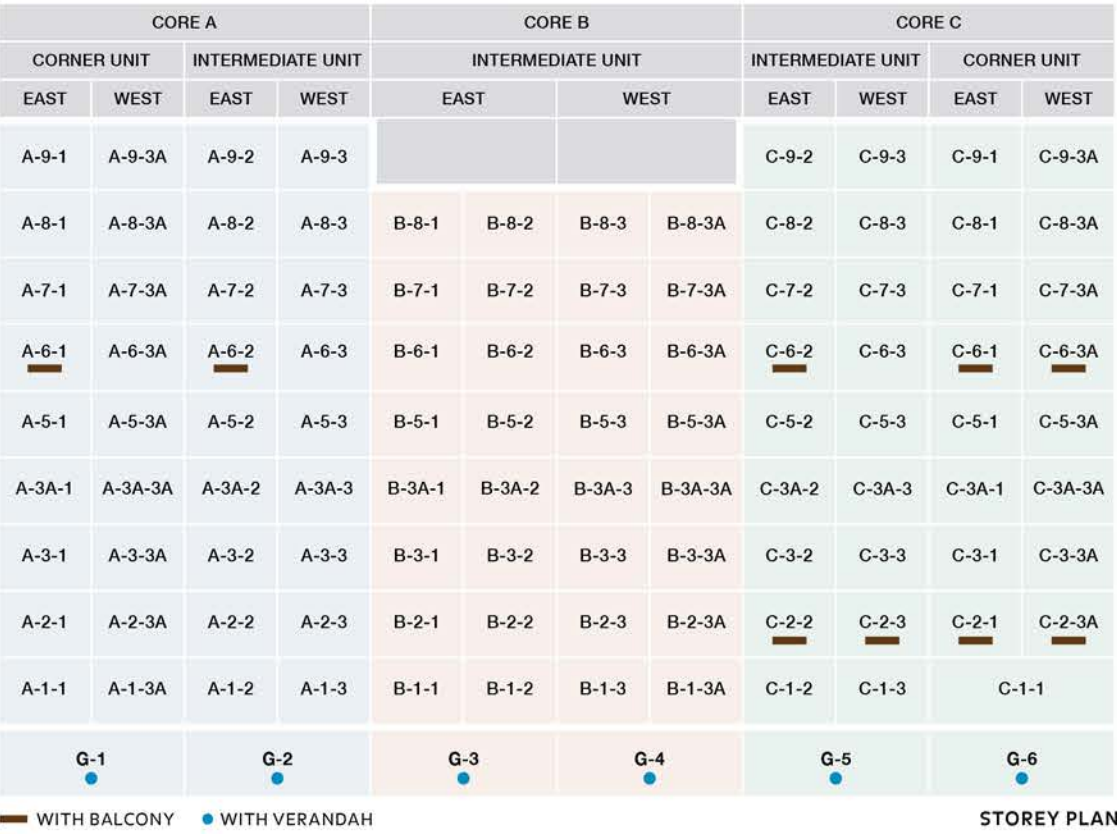 CORE A CORE B CORE C
CORNER UNIT INTERMEDIATE UNIT INTERMEDIATE UNIT INTERMEDIATE UNIT CORNER UNIT
EAST WEST EAST WEST EAST WEST EAST WEST EAST WEST
A-9-1 A-9-3A A-9-2 A-9-3 C-9-2 C-9-3 C-9-1 C-9-3A
A-8-1 A-8-3A A-8-2 A-8-3 B-8-1 B-8-2 B-8-3 B-8-3A C-8-2 C-8-3 C-8-1 C-8-3A
A-7-1 A-7-3A A-7-2 A-7-3 B-7-1 B-7-2 B-7-3 B-7-3A C-7-2 C-7-3 C-7-1 C-7-3A
A-6-1 A-6-3A A-6-2 A-6-3 B-6-1 B-6-2 B-6-3 B-6-3A C-6-2 C-6-3 C-6-1 C-6-3A
A-5-1 A-5-3A A-5-2 A-5-3 B-5-1 B-5-2 B-5-3 B-5-3A C-5-2 C-5-3 C-5-1 C-5-3A
A-3A-1 A-3A-3A A-3A-2 A-3A-3 B-3A-1 B-3A-2 B-3A-3 B-3A-3A C-3A-2 C-3A-3 C-3A-1 C-3A-3A
A-3-1 A-3-3A A-3-2 A-3-3 B-3-1 B-3-2 B-3-3 B-3-3A C-3-2 C-3-3 C-3-1 C-3-3A
A-2-1 A-2-3A A-2-2 A-2-3 B-2-1 B-2-2 B-2-3 B-2-3A C-2-2 C-2-3 C-2-1 C-2-3A
A-1-1 A-1-3A A-1-2 A-1-3 B-1-1 B-1-2 B-1-3 B-1-3A C-1-2 C-1-3 C-1-1
G-1 G-2 G-3 G-4 G-5 G-6
WITH BALCONY WITH VERANDAH STOREY PLAN